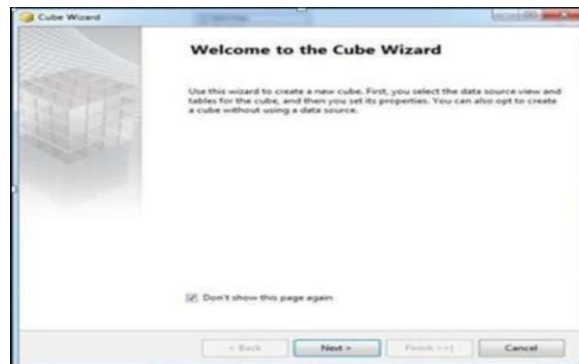 Cube Wizard
Welcome to the Cube Wizard
Use this wizard to create a new cube. First, you select the data source view and
tables for the cube, and then you set its properties. You can also opt to create
a cube without using a data source.
Don't show this page again
< Back
Next >
Finish >>|
Cancel